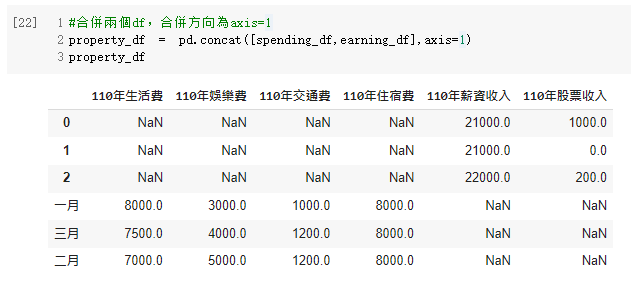 [22] 1 #合併兩個df，合併方向為axis=1
2 property_df = pd.concat([spending_df,earning_df],axis=1)
3 property_df
110年生活費 110年娛樂費 110年交通費 110年住宿費 110年薪資收入 110年股票收入
0 NaN NaN NaN NaN 21000.0 1000.0
1 NaN NaN NaN NaN 21000.0 0.0
2 NaN NaN NaN NaN 22000.0 200.0
一月 8000.0 3000.0 1000.0 8000.0 NaN NaN
三月 7500.0 4000.0 1200.0 8000.0 NaN NaN
二月 7000.0 5000.0 1200.0 8000.0 NaN NaN